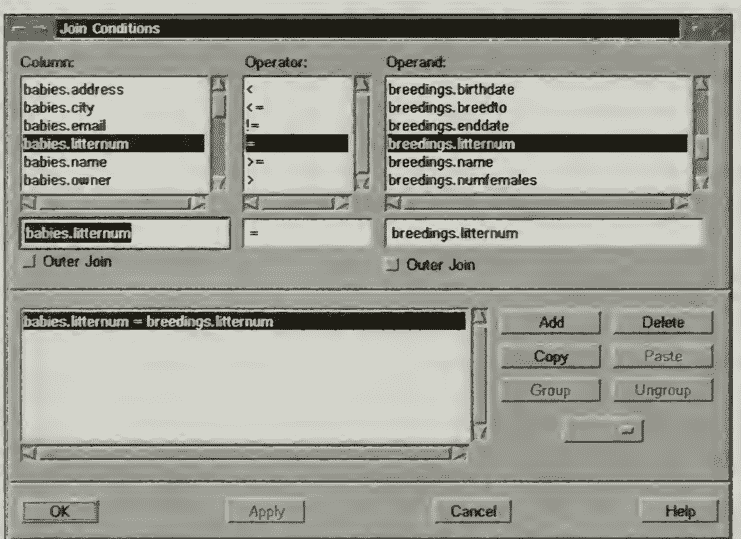 Join Conditions
Column:
babies.address
babies.city
babies.email
babies.litternum
babies.name
babies.owner
babies.litternum
Outer Join
Operator:
<
<=
!=
=
>=
>
=
Operand:
breedings.birthdate
breedings.breedto
breedings.enddate
breedings.litternum
breedings.name
breedings.numfemales
breedings.litternum
Outer Join
babies.litternum = breedings.litternum
Add
Delete
Copy
Paste
Group
Ungroup
OK
Apply
Cancel
Help